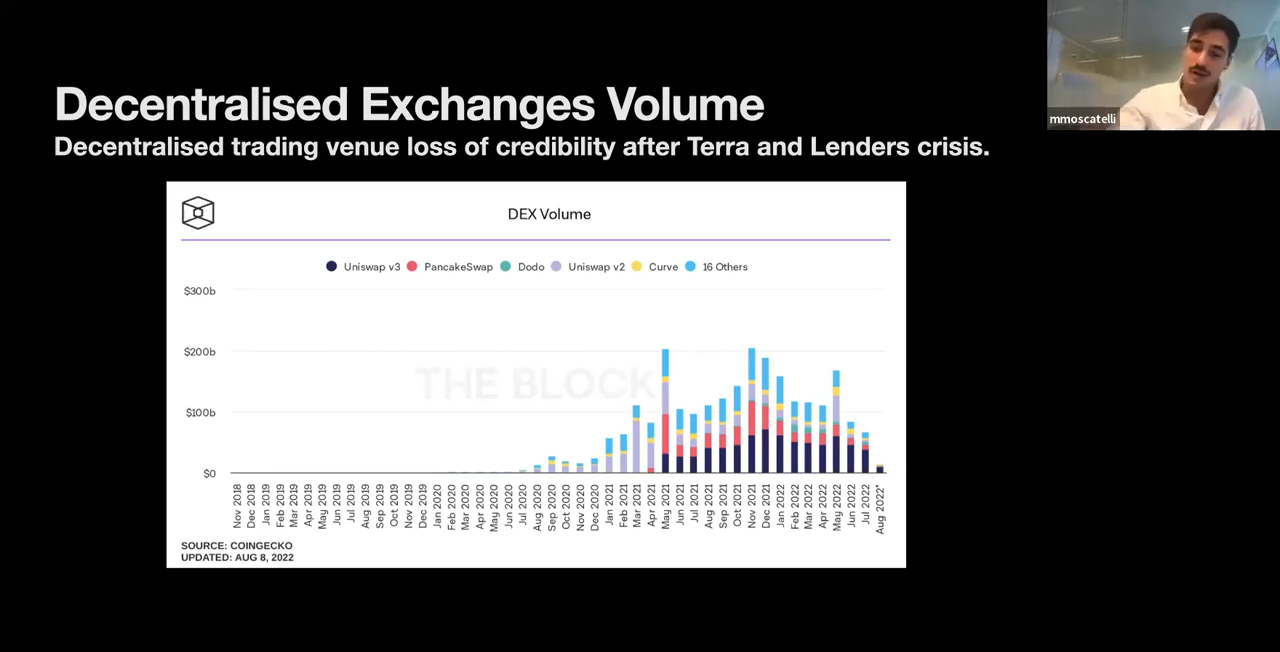 mmoscatelli
Decentralised Exchanges Volume
Decentralised trading venue loss of credibility after Terra and Lenders crisis.
DEX Volume
Uniswap v3 PancakeSwap Dodo Uniswap v2 Curve 16 Others
$300b
$200b
THE BLOCK
$100b
$0
Nov 2018
Dec 2018
Jan 2019
Feb 2019
Mar 2019
Apr 2019
May 2019
Jun 2019
Jul 2019
Aug 2019
Sep 2019
Oct 2019
Nov 2019
Dec 2019
Jan 2020
Feb 2020
Mar 2020
Apr 2020
May 2020
Jun 2020
Jul 2020
Aug 2020
Sep 2020
Oct 2020
Nov 2020
Dec 2020
Jan 2021
Feb 2021
Mar 2021
Apr 2021
May 2021
Jun 2021
Jul 2021
Aug 2021
Sep 2021
Oct 2021
Nov 2021
Dec 2021
Jan 2022
Feb 2022
Mar 2022
Apr 2022
May 2022
Jun 2022
Jul 2022
Aug 2022*
SOURCE: COINGECKO
UPDATED: AUG 8, 2022